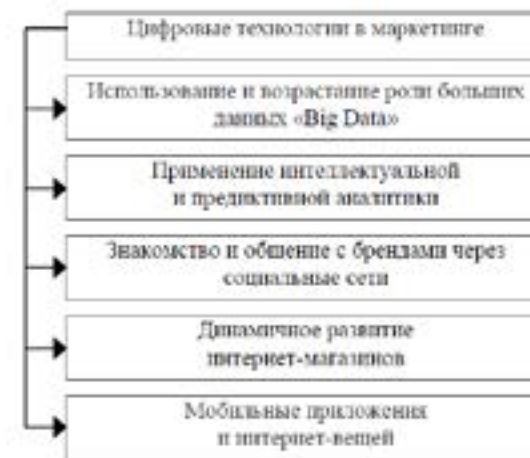 Цифровые технологии в маркетинге
Использование и возрастание роли больших
данных «Big Data»
Применение интеллектуальной
и предиктивной аналитики
Знакомство и общение с брендами через
социальные сети
Динамичное развитие
интернет-магазинов
Мобильные приложения
и интернет-вещей